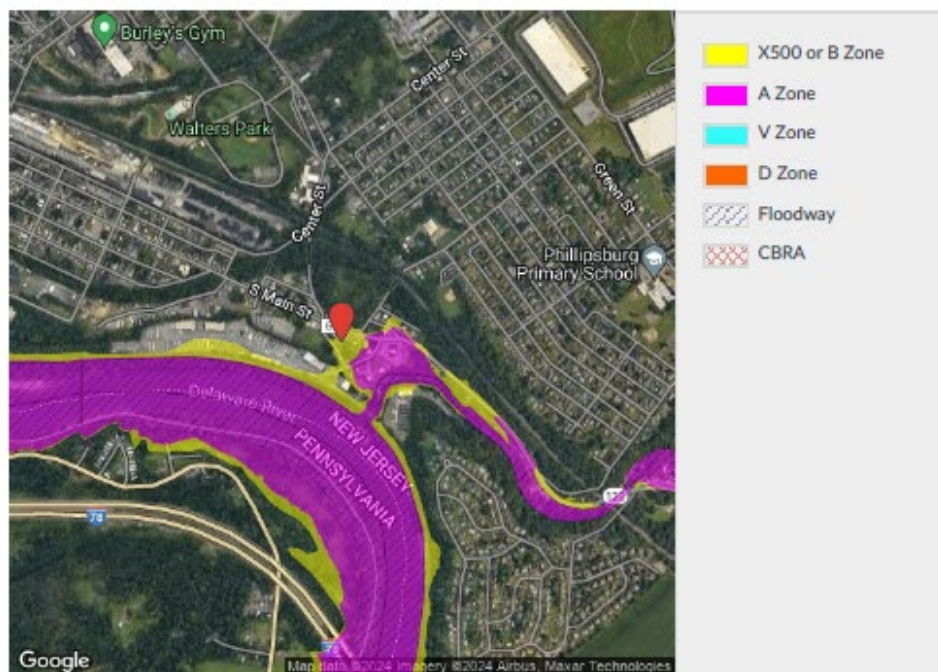 Burley's Gym
Center St
Walters Park
Green St
Center St
Phillipsburg
Primary School
S Main St
Delaware River
NEW JERSEY
PENNSYLVANIA
78
Google
Map data ©2024 Imagery ©2024 Airbus, Maxar Technologies
X500 or B Zone
A Zone
V Zone
D Zone
Floodway
CBRA